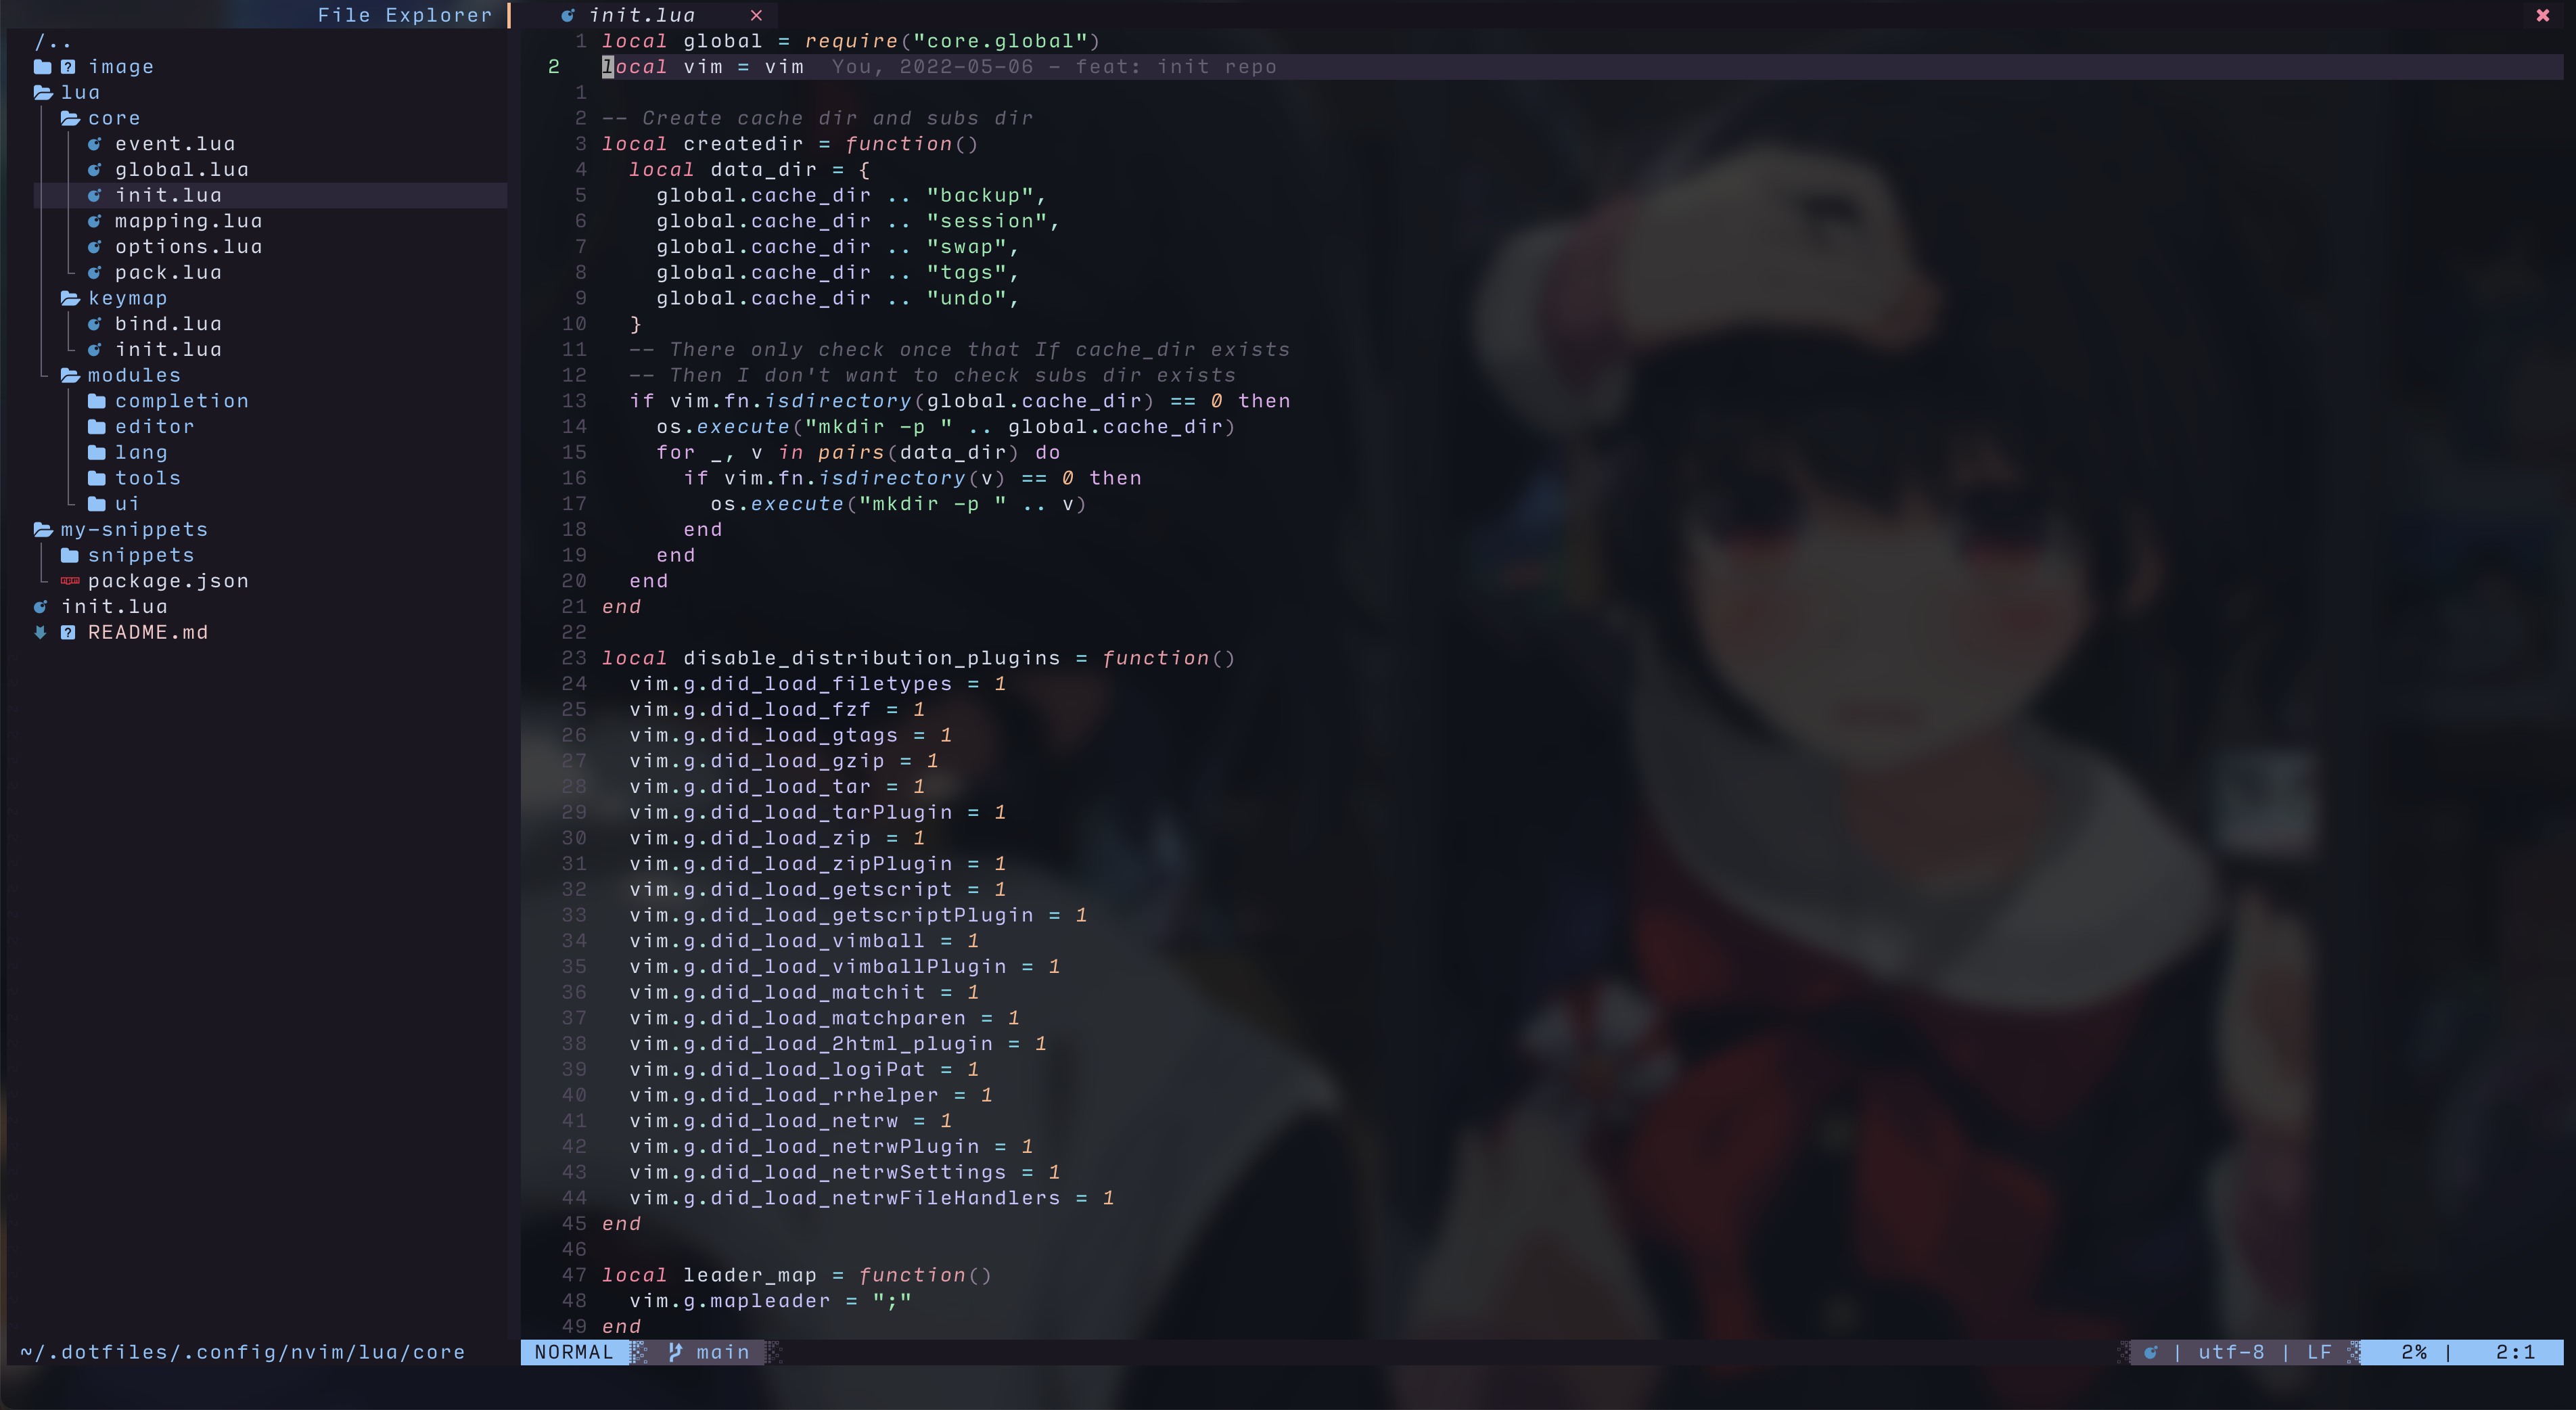 File Explorer
/..
image
lua
core
event.lua
global.lua
init.lua
mapping.lua
options.lua
pack.lua
keymap
bind.lua
init.lua
modules
completion
editor
lang
tools
ui
my-snippets
snippets
package.json
init.lua
README.md
~/.dotfiles/.config/nvim/lua/core
init.lua ×
1 local global = require("core.global")
2 local vim = vim You, 2022-05-06 - feat: init repo
1
2 -- Create cache dir and subs dir
3 local createdir = function()
4 local data_dir = {
5 global.cache_dir .. "backup",
6 global.cache_dir .. "session",
7 global.cache_dir .. "swap",
8 global.cache_dir .. "tags",
9 global.cache_dir .. "undo",
10 }
11 -- There only check once that If cache_dir exists
12 -- Then I don't want to check subs dir exists
13 if vim.fn.isdirectory(global.cache_dir) == 0 then
14 os.execute("mkdir -p " .. global.cache_dir)
15 for _, v in pairs(data_dir) do
16 if vim.fn.isdirectory(v) == 0 then
17 os.execute("mkdir -p " .. v)
18 end
19 end
20 end
21 end
22
23 local disable_distribution_plugins = function()
24 vim.g.did_load_filetypes = 1
25 vim.g.did_load_fzf = 1
26 vim.g.did_load_gtags = 1
27 vim.g.did_load_gzip = 1
28 vim.g.did_load_tar = 1
29 vim.g.did_load_tarPlugin = 1
30 vim.g.did_load_zip = 1
31 vim.g.did_load_zipPlugin = 1
32 vim.g.did_load_getscript = 1
33 vim.g.did_load_getscriptPlugin = 1
34 vim.g.did_load_vimball = 1
35 vim.g.did_load_vimballPlugin = 1
36 vim.g.did_load_matchit = 1
37 vim.g.did_load_matchparen = 1
38 vim.g.did_load_2html_plugin = 1
39 vim.g.did_load_logiPat = 1
40 vim.g.did_load_rrhelper = 1
41 vim.g.did_load_netrw = 1
42 vim.g.did_load_netrwPlugin = 1
43 vim.g.did_load_netrwSettings = 1
44 vim.g.did_load_netrwFileHandlers = 1
45 end
46
47 local leader_map = function()
48 vim.g.mapleader = ";"
49 end
NORMAL main | utf-8 | LF 2% | 2:1